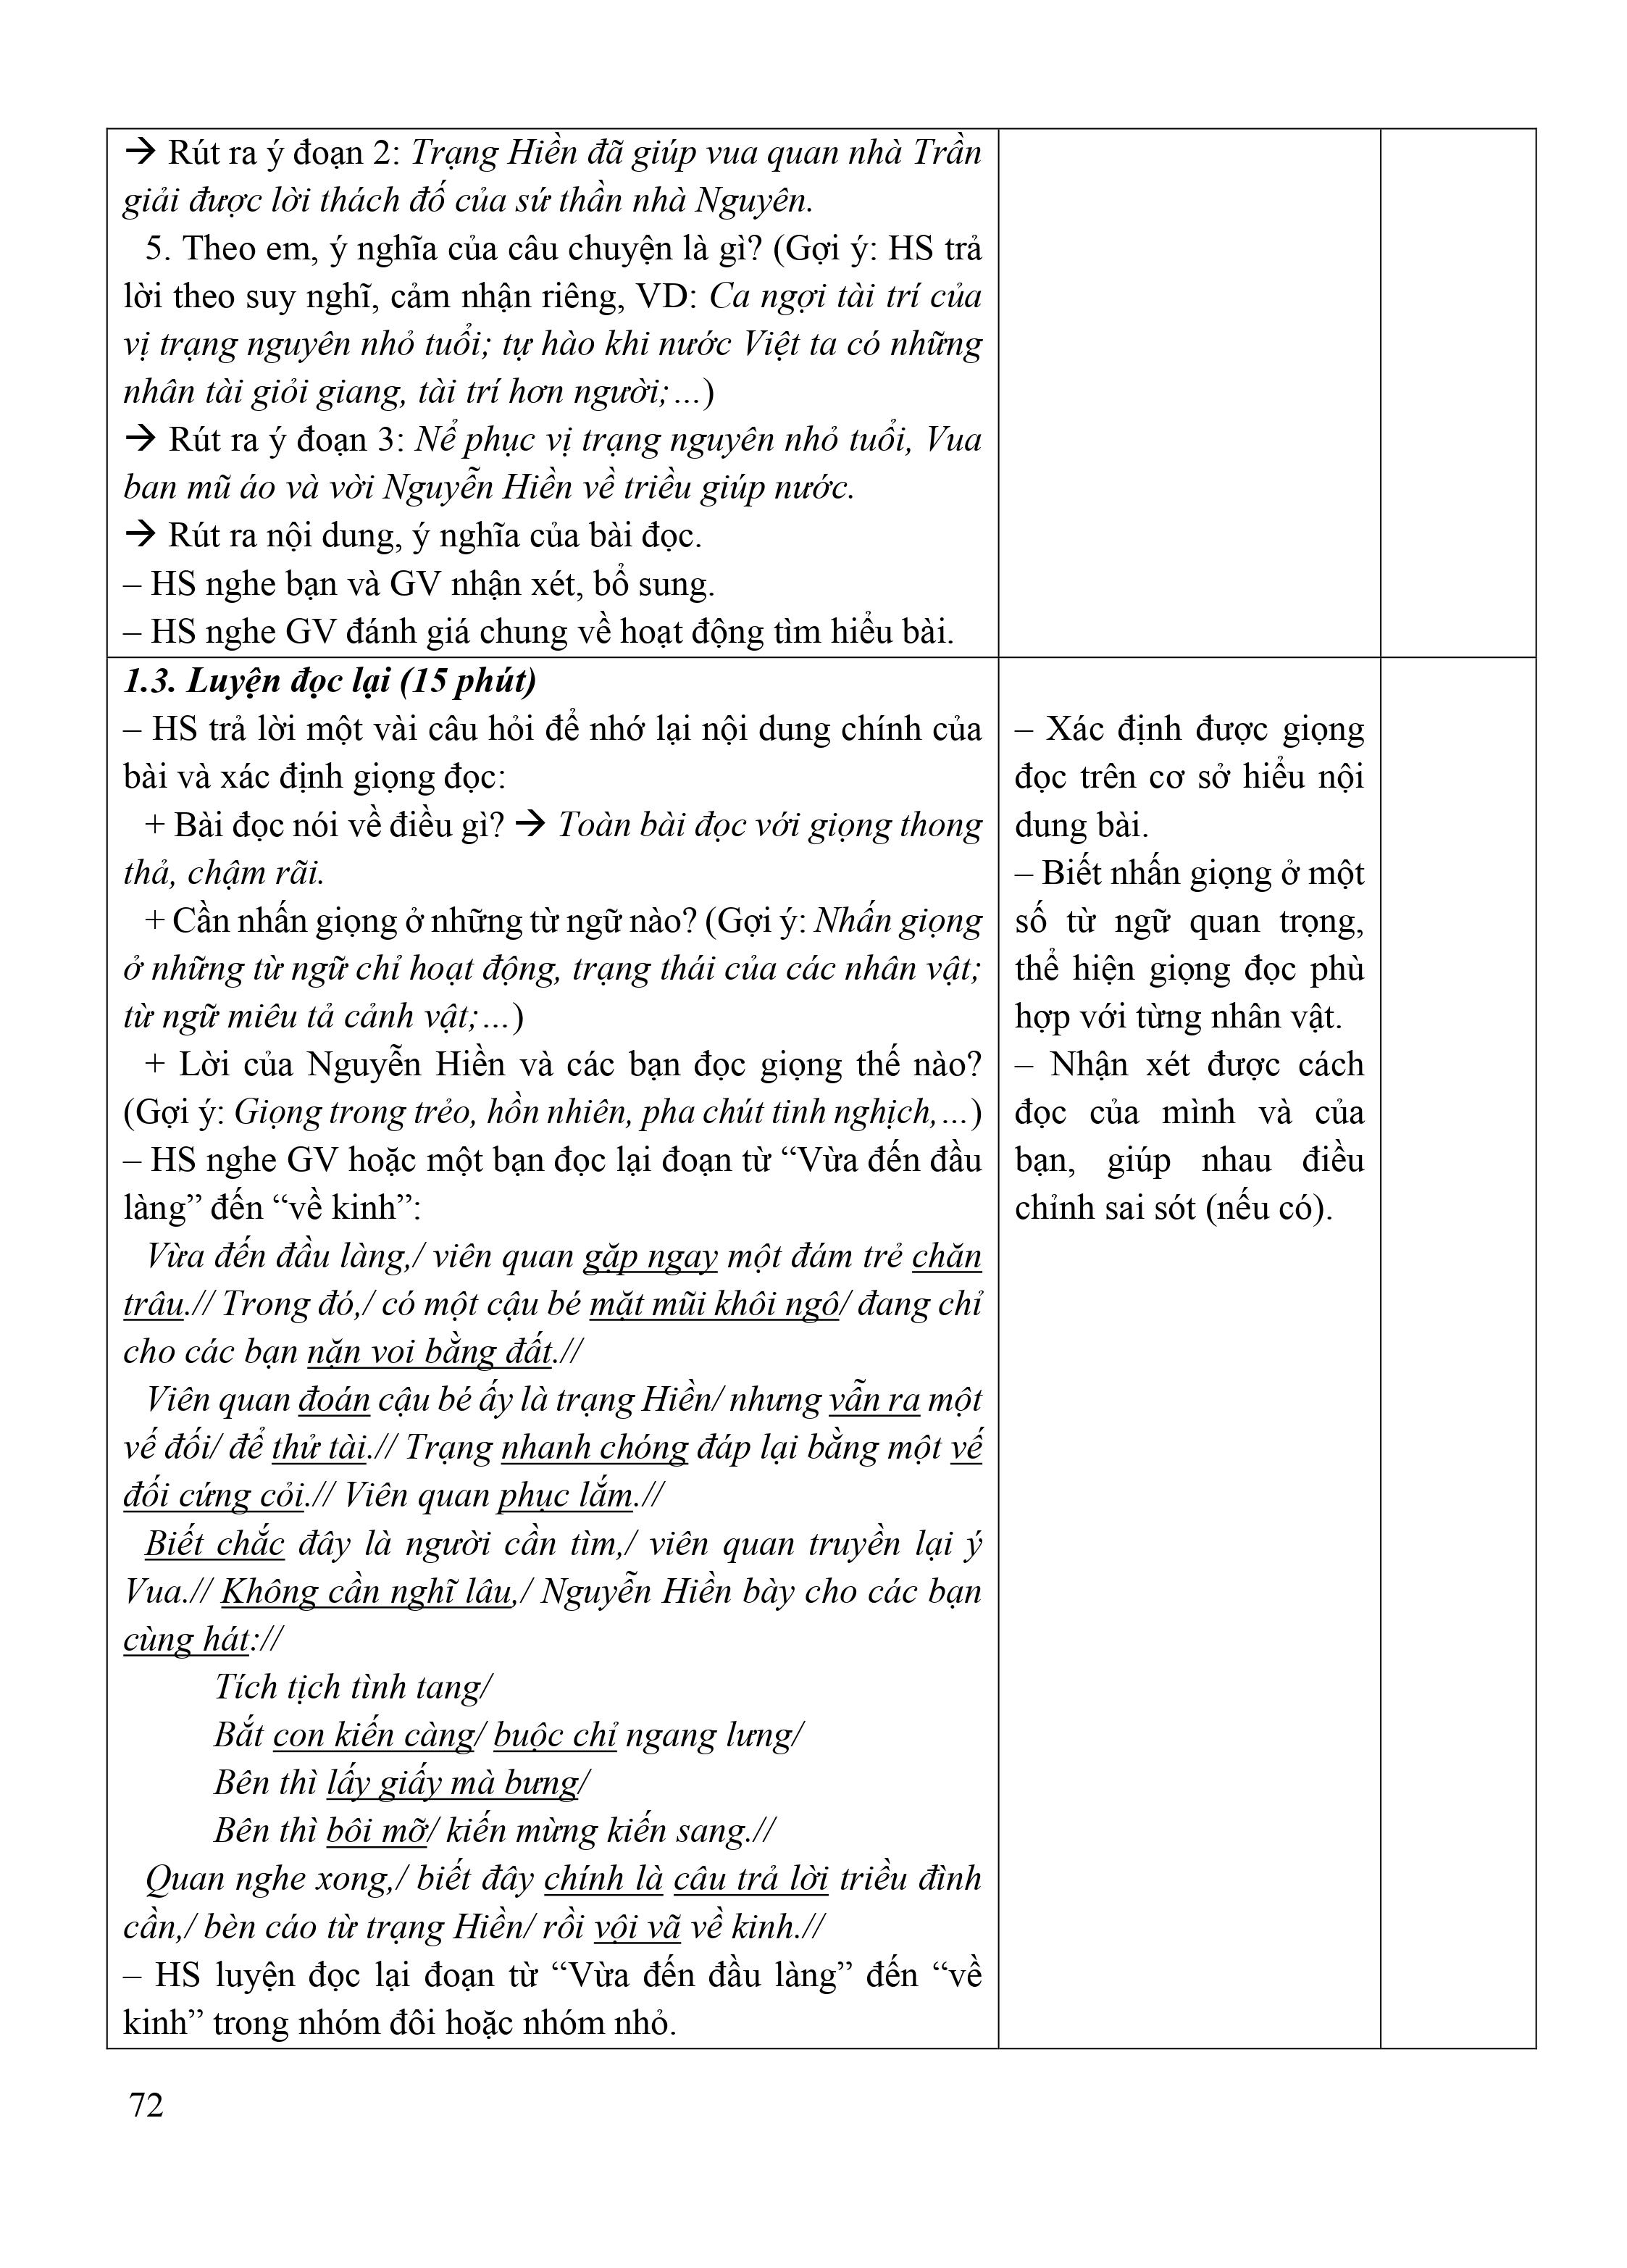 → Rút ra ý đoạn 2: Trạng Hiền đã giúp vua quan nhà Trần
giải được lời thách đố của sứ thần nhà Nguyên.
5. Theo em, ý nghĩa của câu chuyện là gì? (Gợi ý: HS trả
lời theo suy nghĩ, cảm nhận riêng, VD: Ca ngợi tài trí của
vị trạng nguyên nhỏ tuổi; tự hào khi nước Việt ta có những
nhân tài giỏi giang, tài trí hơn người;…)
→ Rút ra ý đoạn 3: Nể phục vị trạng nguyên nhỏ tuổi, Vua
ban mũ áo và vời Nguyễn Hiền về triều giúp nước.
→ Rút ra nội dung, ý nghĩa của bài đọc.
– HS nghe bạn và GV nhận xét, bổ sung.
– HS nghe GV đánh giá chung về hoạt động tìm hiểu bài.
1.3. Luyện đọc lại (15 phút)
– HS trả lời một vài câu hỏi để nhớ lại nội dung chính của
bài và xác định giọng đọc:
+ Bài đọc nói về điều gì? → Toàn bài đọc với giọng thong
thả, chậm rãi.
+ Cần nhấn giọng ở những từ ngữ nào? (Gợi ý: Nhấn giọng
ở những từ ngữ chỉ hoạt động, trạng thái của các nhân vật;
từ ngữ miêu tả cảnh vật;…)
+ Lời của Nguyễn Hiền và các bạn đọc giọng thế nào?
(Gợi ý: Giọng trong trẻo, hồn nhiên, pha chút tinh nghịch,…)
– HS nghe GV hoặc một bạn đọc lại đoạn từ “Vừa đến đầu
làng” đến “về kinh”:
Vừa đến đầu làng,/ viên quan gặp ngay một đám trẻ chăn
trâu.// Trong đó,/ có một cậu bé mặt mũi khôi ngô/ đang chỉ
cho các bạn nặn voi bằng đất.//
Viên quan đoán cậu bé ấy là trạng Hiền/ nhưng vẫn ra một
vế đối/ để thử tài.// Trạng nhanh chóng đáp lại bằng một vế
đối cứng cỏi.// Viên quan phục lắm.//
Biết chắc đây là người cần tìm,/ viên quan truyền lại ý
Vua.// Không cần nghĩ lâu,/ Nguyễn Hiền bày cho các bạn
cùng hát://
Tích tịch tình tang/
Bắt con kiến càng/ buộc chỉ ngang lưng/
Bên thì lấy giấy mà bưng/
Bên thì bôi mỡ/ kiến mừng kiến sang.//
Quan nghe xong,/ biết đây chính là câu trả lời triều đình
cần,/ bèn cáo từ trạng Hiền/ rồi vội vã về kinh.//
– HS luyện đọc lại đoạn từ “Vừa đến đầu làng” đến “về
kinh” trong nhóm đôi hoặc nhóm nhỏ.
– Xác định được giọng
đọc trên cơ sở hiểu nội
dung bài.
– Biết nhấn giọng ở một
số từ ngữ quan trọng,
thể hiện giọng đọc phù
hợp với từng nhân vật.
– Nhận xét được cách
đọc của mình và của
bạn, giúp nhau điều
chỉnh sai sót (nếu có).
72